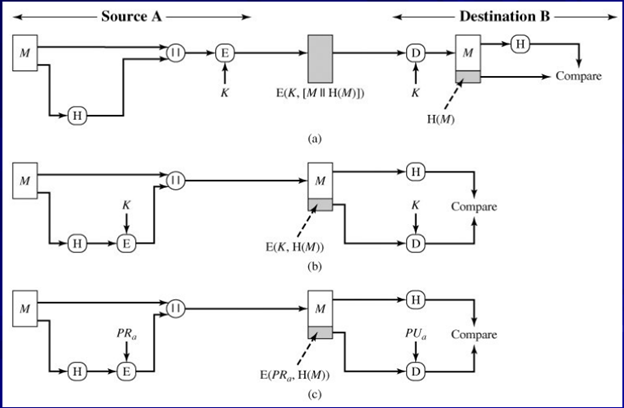 Source A Destination B
M || E D M H
K E(K, [M || H(M)]) K Compare
H H(M)
(a)
M || M H
K K Compare
H E E(K, H(M)) D
(b)
M || M H
PRa PUa Compare
H E E(PRa, H(M)) D
(c)